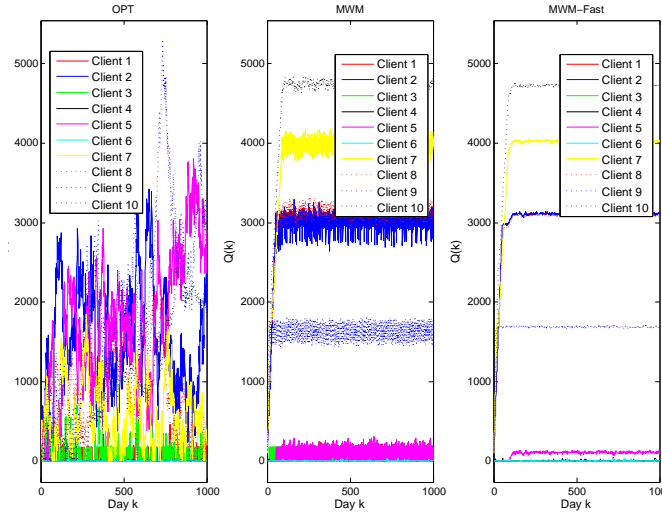 OPT
Client 1
Client 2
Client 3
Client 4
Client 5
Client 6
Client 7
Client 8
Client 9
Client 10
5000
4000
3000
2000
1000
0
0
500
1000
Day k
MWM
Client 1
Client 2
Client 3
Client 4
Client 5
Client 6
Client 7
Client 8
Client 9
Client 10
Q(k)
5000
4000
3000
2000
1000
0
0
500
1000
Day k
MWM-Fast
Client 1
Client 2
Client 3
Client 4
Client 5
Client 6
Client 7
Client 8
Client 9
Client 10
Q(k)
5000
4000
3000
2000
1000
0
0
500
1000
Day k